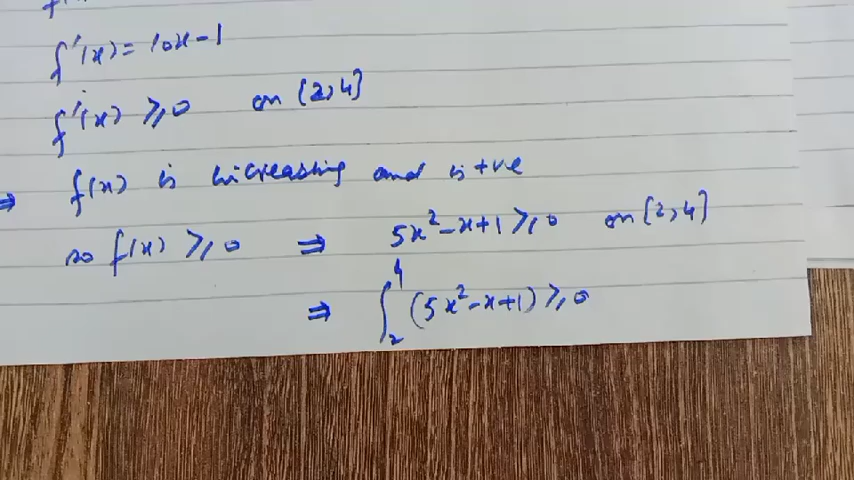 f'(x) = 10x-1
f'(x) ⩾ 0 on [2,4]
⇒ f(x) is increasing and is +ve
so f(x) ⩾ 0 ⇒ 5x²-x+1 ⩾ 0 on [2,4]
⇒ ∫₂⁴ (5x²-x+1) ⩾ 0